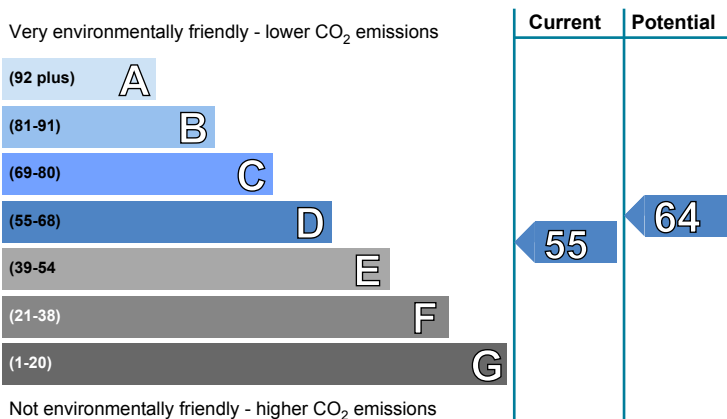 Current Potential
Very environmentally friendly - lower CO2 emissions
(92 plus) A
(81-91) B
(69-80) C
(55-68) D
64
55
(39-54 E
(21-38) F
(1-20) G
Not environmentally friendly - higher CO2 emissions